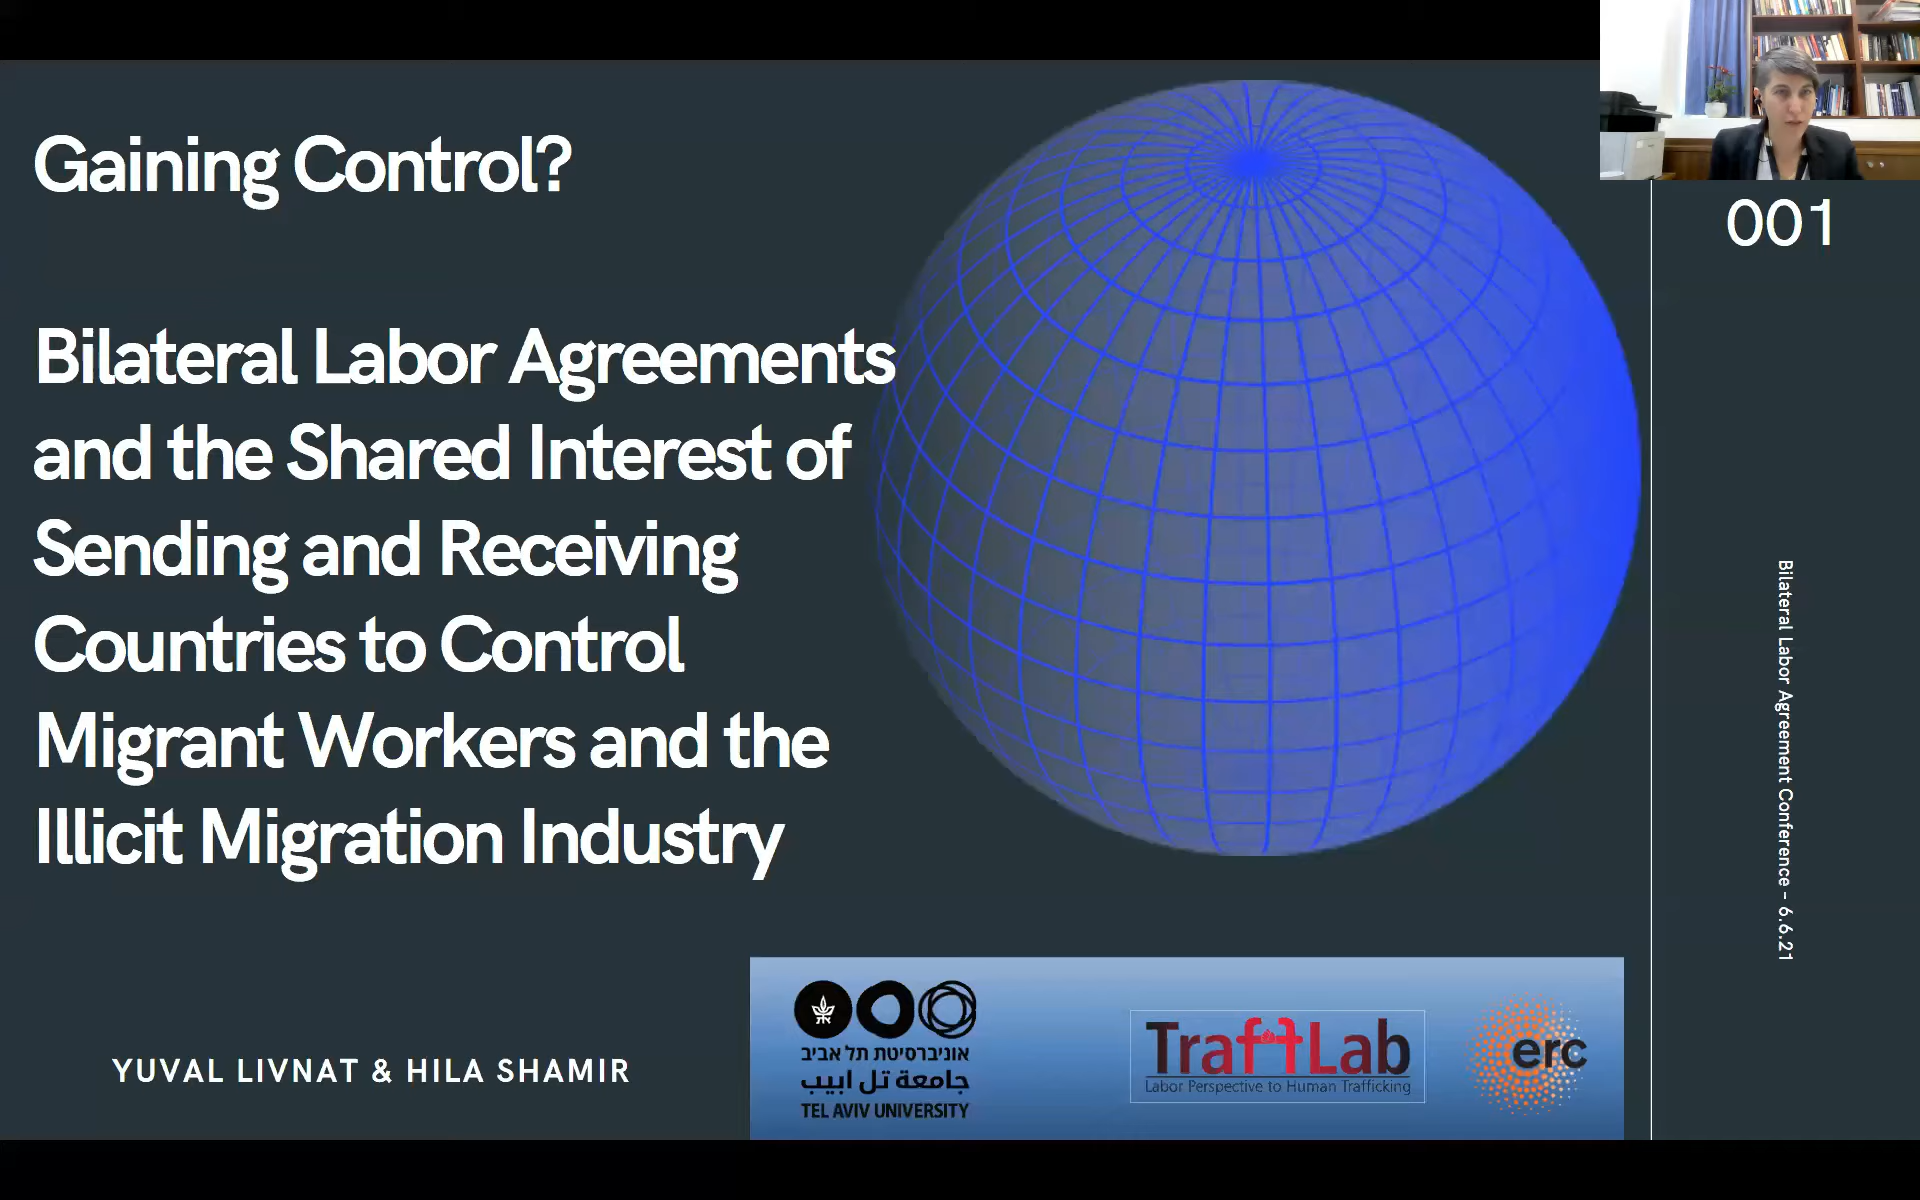 Gaining Control?
Bilateral Labor Agreements
and the Shared Interest of
Sending and Receiving
Countries to Control
Migrant Workers and the
Illicit Migration Industry
YUVAL LIVNAT & HILA SHAMIR
001
Bilateral Labor Agreement Conference - 6.6.21
אוניברסיטת תל אביב
جامعة تل ابيب
TEL AVIV UNIVERSITY
TraffLab
Labor Perspective to Human Trafficking
erc